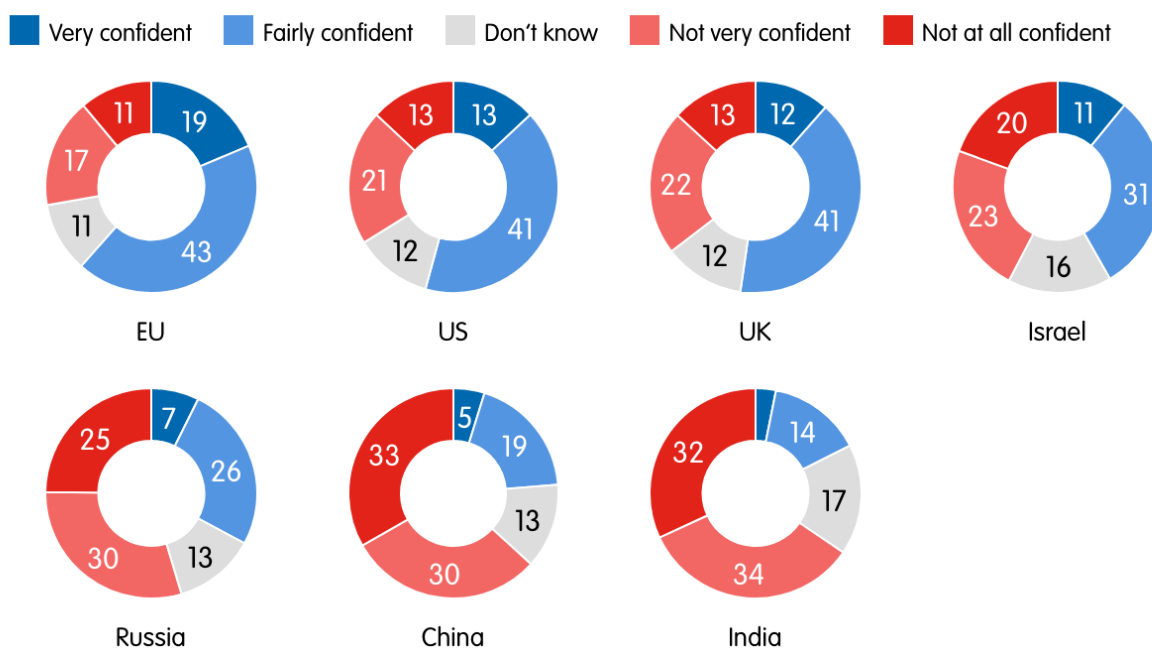 Very confident Fairly confident Don't know Not very confident Not at all confident
11 19 17 11 43
13 13 21 12 41
13 12 22 12 41
20 11 31 23 16
EU US UK Israel
25 7 26 30 13
33 5 19 13 30
32 14 17 34
Russia China India